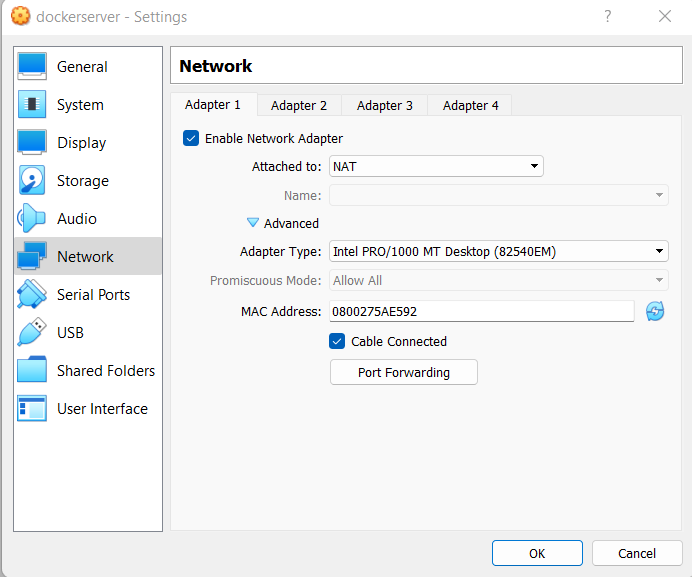 dockerserver - Settings
?
General
System
Display
Storage
Audio
Network
Serial Ports
USB
Shared Folders
User Interface
Network
Adapter 1 Adapter 2 Adapter 3 Adapter 4
Enable Network Adapter
Attached to: NAT
Name:
Advanced
Adapter Type: Intel PRO/1000 MT Desktop (82540EM)
Promiscuous Mode: Allow All
MAC Address: 0800275AE592
Cable Connected
Port Forwarding
OK Cancel